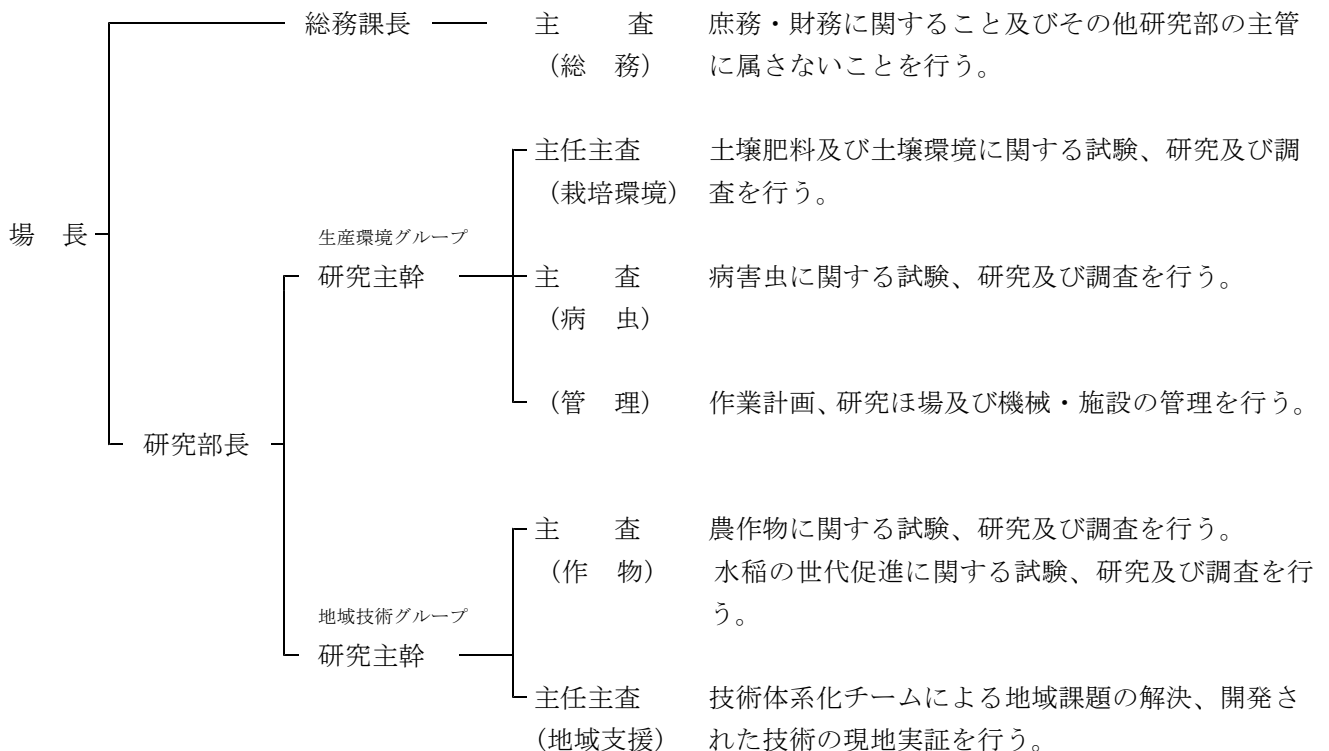 総務課長 主 査 庶務・財務に関すること及びその他研究部の主管
（総 務） に属さないことを行う。
主任主査 土壌肥料及び土壌環境に関する試験、研究及び調
（栽培環境） 査を行う。
場 長
生産環境グループ
研究主幹 主 査 病害虫に関する試験、研究及び調査を行う。
（病 虫）
（管 理） 作業計画、研究ほ場及び機械・施設の管理を行う。
研究部長
主 査 農作物に関する試験、研究及び調査を行う。
（作 物） 水稲の世代促進に関する試験、研究及び調査を行
う。
地域技術グループ
研究主幹
主任主査 技術体系化チームによる地域課題の解決、開発さ
（地域支援） れた技術の現地実証を行う。